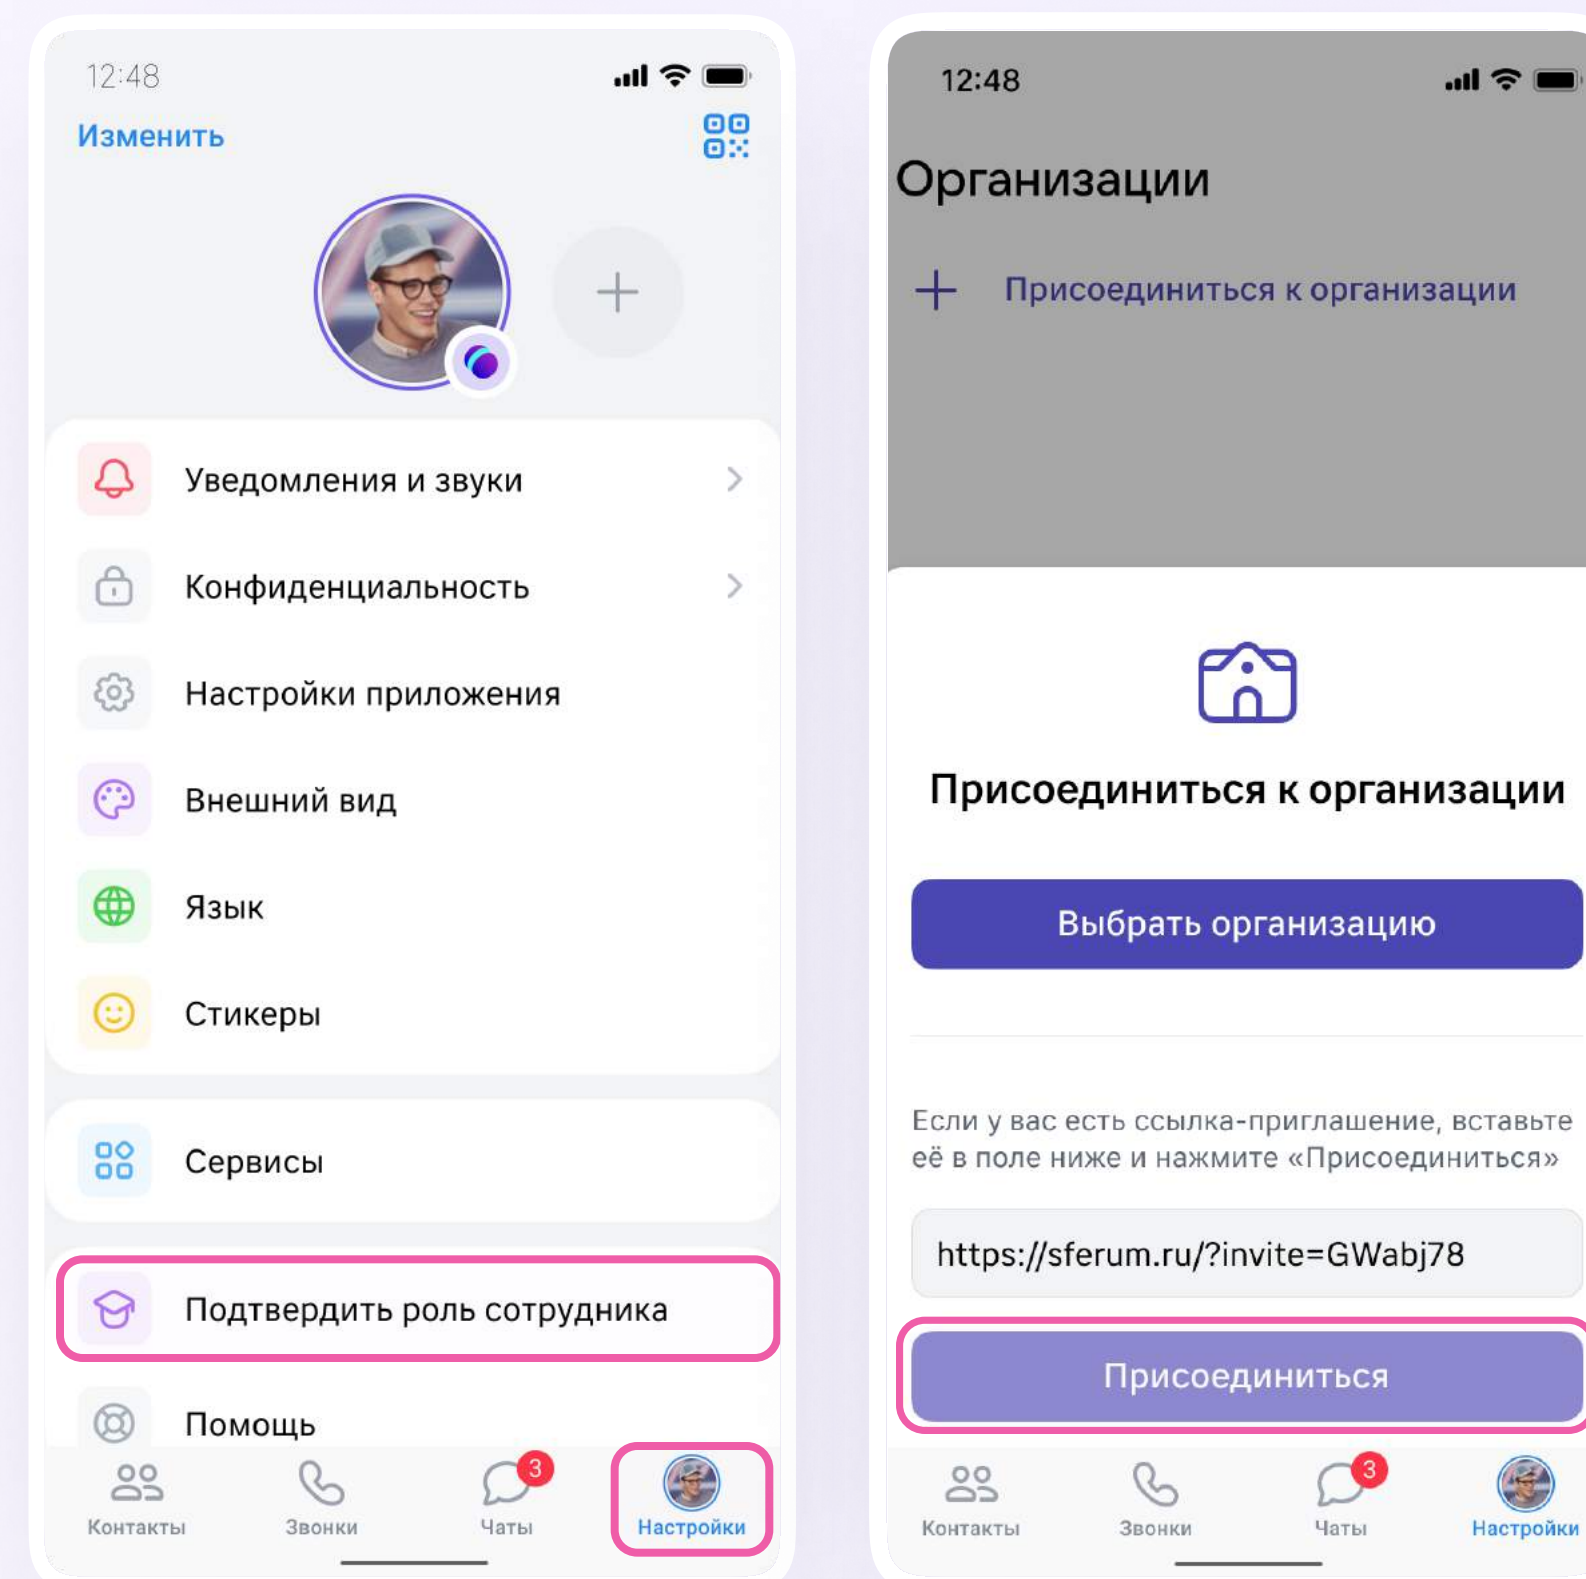 12:48
Изменить
Уведомления и звуки
Конфиденциальность
Настройки приложения
Внешний вид
Язык
Стикеры
Сервисы
Подтвердить роль сотрудника
Помощь
3
Контакты
Звонки
Чаты
Настройки
12:48
Организации
Присоединиться к организации
Присоединиться к организации
Выбрать организацию
Если у вас есть ссылка-приглашение, вставьте
её в поле ниже и нажмите «Присоединиться»
https://sferum.ru/?invite=GWabj78
Присоединиться
3
Контакты
Звонки
Чаты
Настройки